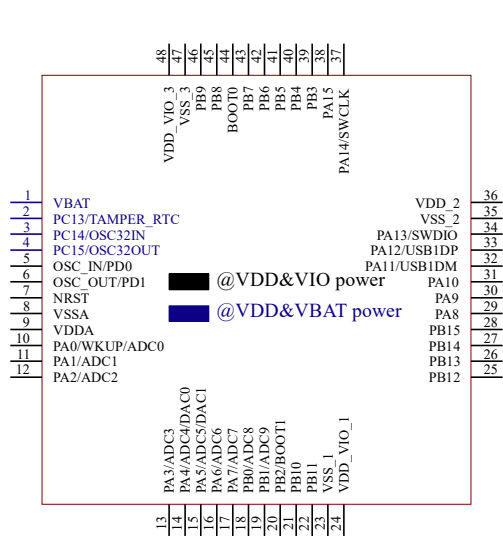 48 47 46 45 44 43 42 41 40 39 38 37
VDD_VIO_3
VSS_3
PB9
PB8
BOOT0
PB7
PB6
PB5
PB4
PB3
PA15
PA14/SWCLK
1 VBAT
2 PC13/TAMPER_RTC
3 PC14/OSC32IN
4 PC15/OSC32OUT
5 OSC_IN/PD0
6 OSC_OUT/PD1
7 NRST
8 VSSA
9 VDDA
10 PA0/WKUP/ADC0
11 PA1/ADC1
12 PA2/ADC2
@VDD&VIO power
@VDD&VBAT power
VDD_2 36
VSS_2 35
PA13/SWDIO 34
PA12/USB1DP 33
PA11/USB1DM 32
PA10 31
PA9 30
PA8 29
PB15 28
PB14 27
PB13 26
PB12 25
PA3/ADC3
PA4/ADC4/DAC0
PA5/ADC5/DAC1
PA6/ADC6
PA7/ADC7
PB0/ADC8
PB1/ADC9
PB2/BOOT1
PB10
PB11
VSS_1
VDD_VIO_1
13 14 15 16 17 18 19 20 21 22 23 24